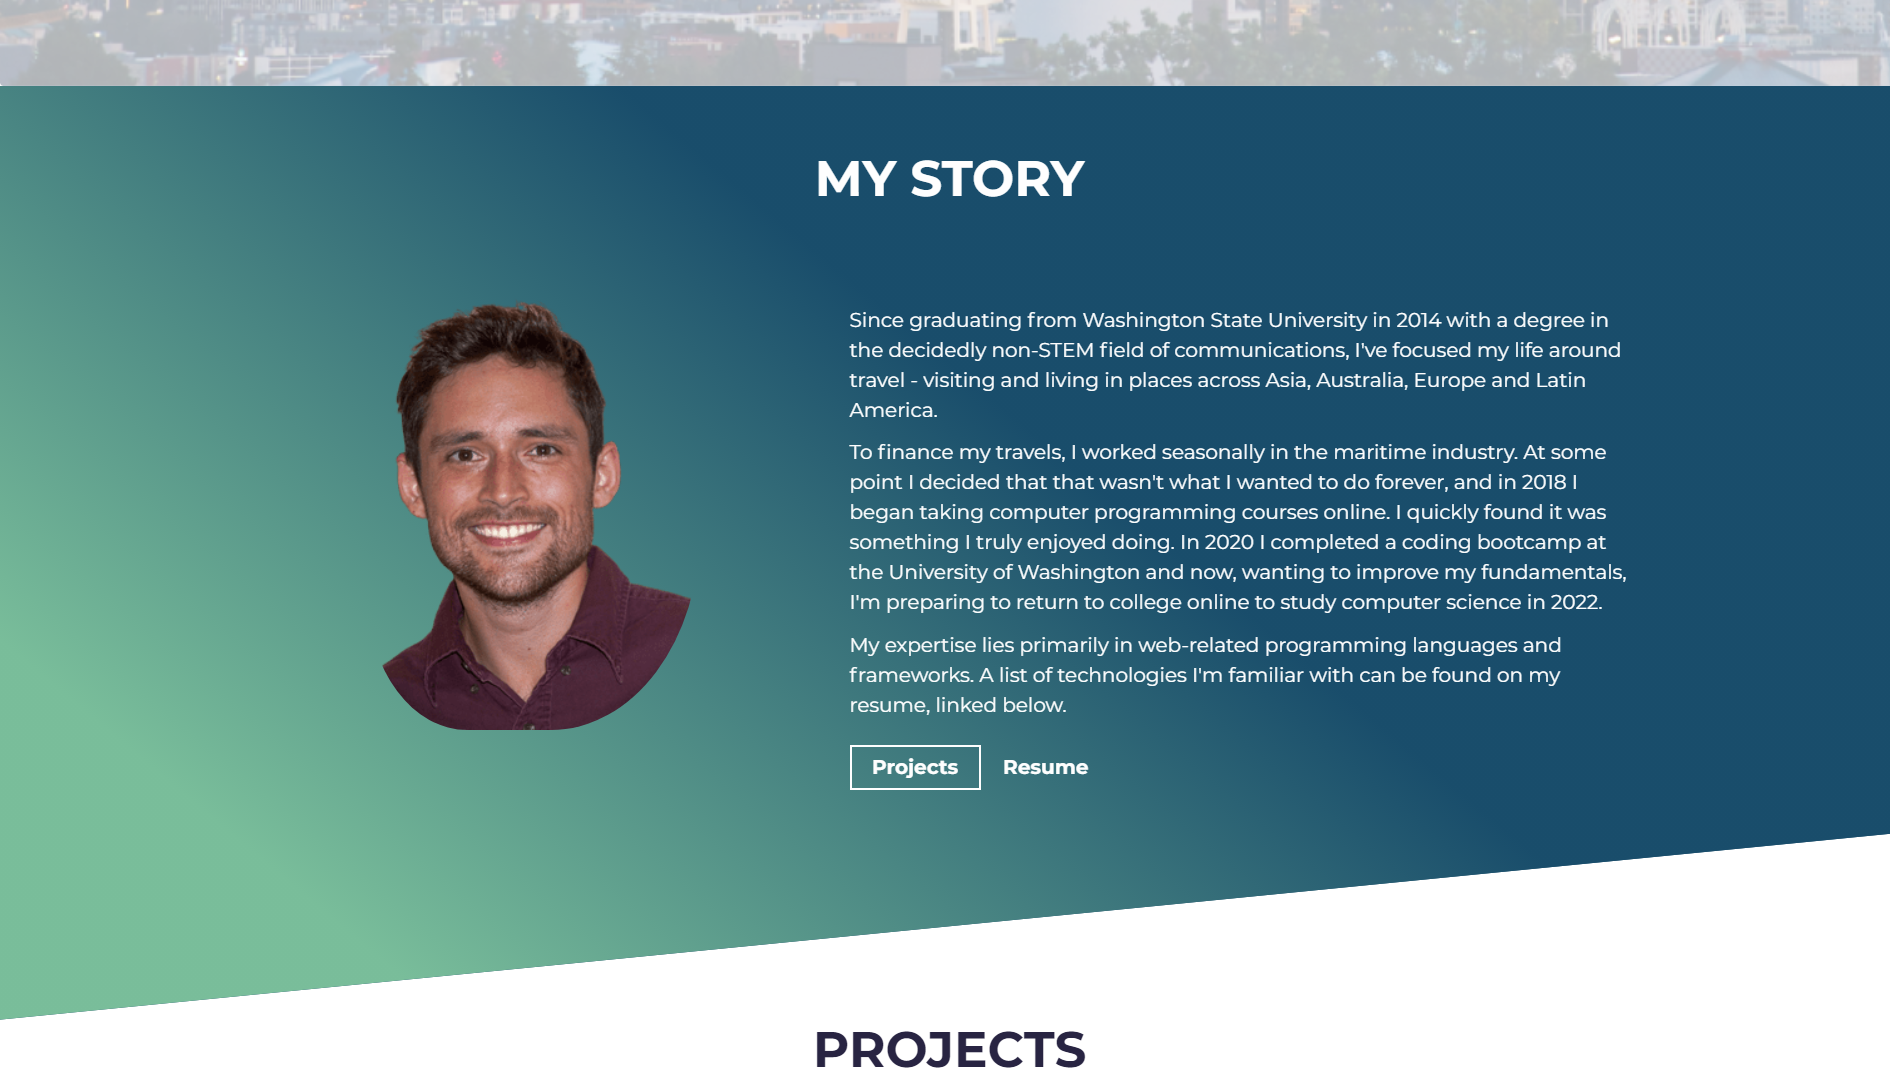 MY STORY
Since graduating from Washington State University in 2014 with a degree in
the decidedly non-STEM field of communications, I've focused my life around
travel - visiting and living in places across Asia, Australia, Europe and Latin
America.
To finance my travels, I worked seasonally in the maritime industry. At some
point I decided that that wasn't what I wanted to do forever, and in 2018 I
began taking computer programming courses online. I quickly found it was
something I truly enjoyed doing. In 2020 I completed a coding bootcamp at
the University of Washington and now, wanting to improve my fundamentals,
I'm preparing to return to college online to study computer science in 2022.
My expertise lies primarily in web-related programming languages and
frameworks. A list of technologies I'm familiar with can be found on my
resume, linked below.
Projects Resume
PROJECTS